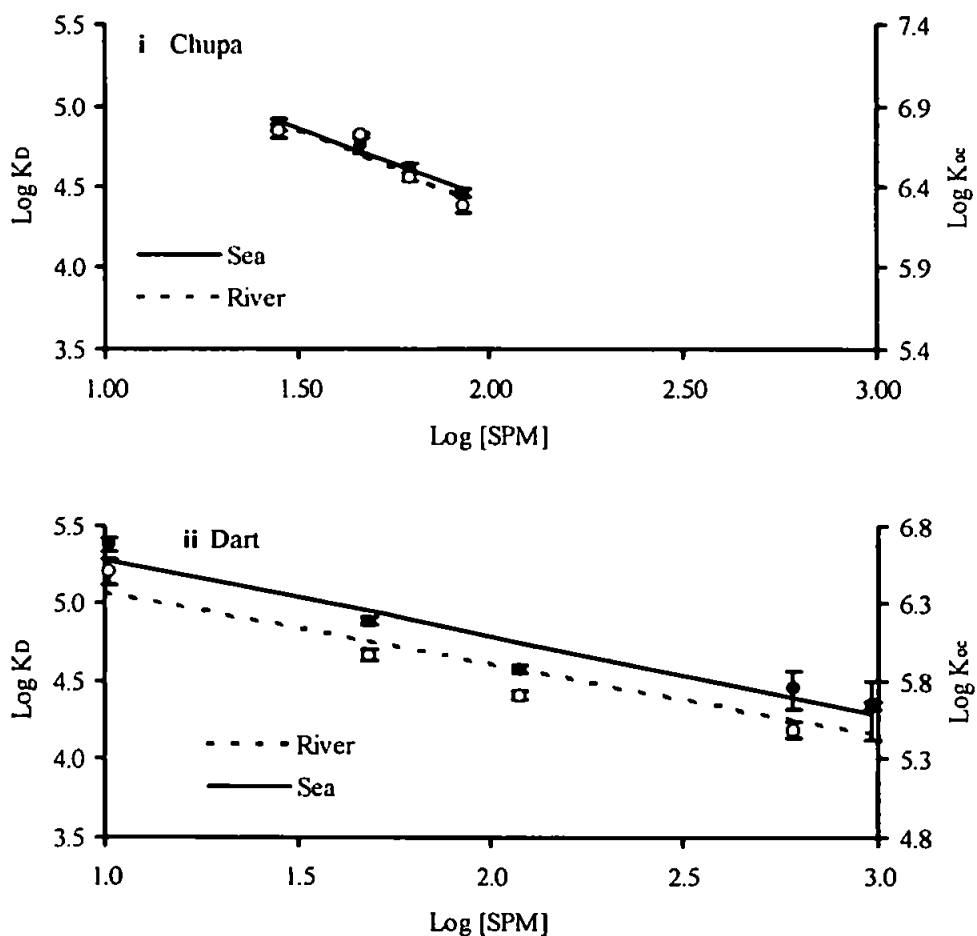 i Chupa
Log KD
5.5
5.0
4.5
4.0
3.5
7.4
6.9
6.4
5.9
5.4
Log Koc
Sea
River
1.00
1.50
2.00
2.50
3.00
Log [SPM]
ii Dart
Log KD
5.5
5.0
4.5
4.0
3.5
6.8
6.3
5.8
5.3
4.8
Log Koc
River
Sea
1.0
1.5
2.0
2.5
3.0
Log [SPM]